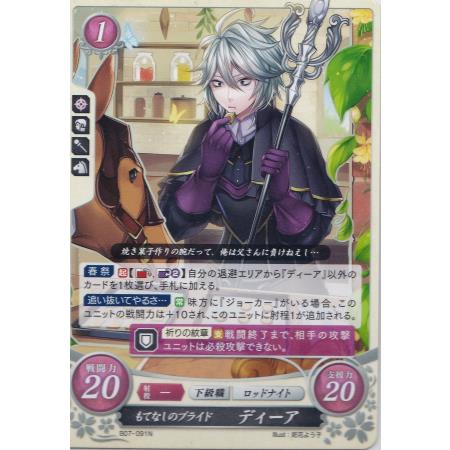 1
焼き菓子作りの腕だって、俺は父さんに負けねえし…
春祭 起 自分の退避エリアから『ディーア』以外の
カードを1枚選び、手札に加える。
追い抜いてやるさ… 常 味方に『ジョーカー』がいる場合、この
ユニットの戦闘力は+10され、このユニットに射程1が追加される。
祈りの紋章 支 戦闘終了まで、相手の攻撃
ユニットは必殺攻撃できない。
戦闘力
20
射程 ー 下級職 ロッドナイト
支援力
20
もてなしのプライド ディーア
B07-091N